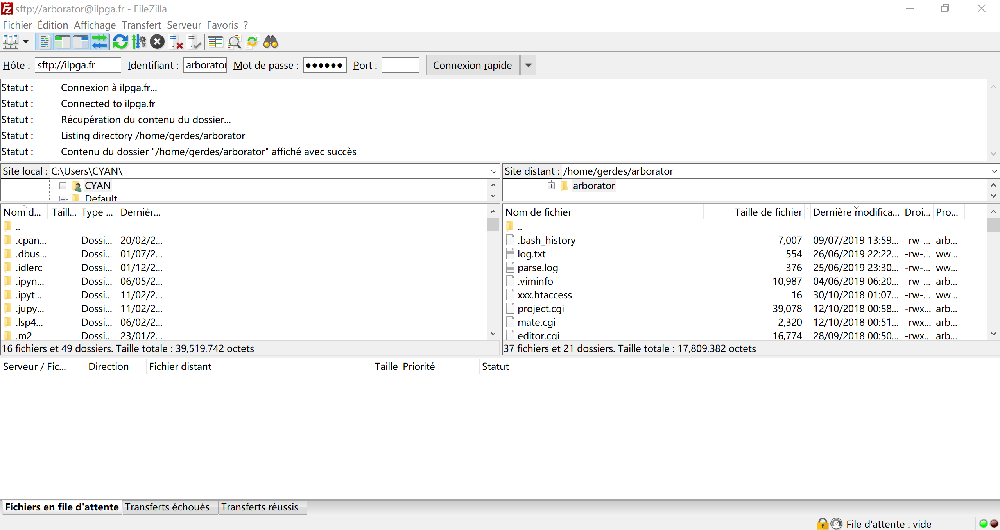 sftp://arborator@ilpga.fr - FileZilla
Fichier Édition Affichage Transfert Serveur Favoris ?
Hôte : sftp://ilpga.fr Identifiant : arborator Mot de passe : ●●●●●● Port : Connexion rapide
Statut : Connexion à ilpga.fr...
Statut : Connected to ilpga.fr
Statut : Récupération du contenu du dossier...
Statut : Listing directory /home/gerdes/arborator
Statut : Contenu du dossier "/home/gerdes/arborator" affiché avec succès
Site local : C:\Users\CYAN\
CYAN
Default
Site distant : /home/gerdes/arborator
arborator
Nom d... Taill... Type ... Dernièr...
..
.cpan... Dossi... 20/02/2...
.dbus... Dossi... 01/07/2...
.idlerc Dossi... 01/12/2...
.ipyn... Dossi... 06/05/2...
.ipyt... Dossi... 11/02/2...
.jupy... Dossi... 11/02/2...
.lsp4... Dossi... 06/02/2...
.m2 Dossi... 23/01/2...
16 fichiers et 49 dossiers. Taille totale : 39,519,742 octets
Nom de fichier Taille de fichier Dernière modifica... Droi... Pro...
..
.bash_history 7,007 09/07/2019 13:59... -rw-... arb...
log.txt 554 26/06/2019 22:22... -rw-... ww...
parse.log 376 25/06/2019 23:30... -rw-... ww...
.viminfo 10,987 04/06/2019 06:20... -rw-... arb...
xxx.htaccess 16 30/10/2018 01:07... -rw-... ww...
project.cgi 39,078 12/10/2018 00:58... -rwx... arb...
mate.cgi 2,320 12/10/2018 00:51... -rwx... arb...
editor.cgi 16,774 28/09/2018 00:50... -rwx... arb...
37 fichiers et 21 dossiers. Taille totale : 17,809,382 octets
Serveur / Fic... Direction Fichier distant Taille Priorité Statut
Fichiers en file d'attente Transferts échoués Transferts réussis
File d'attente : vide